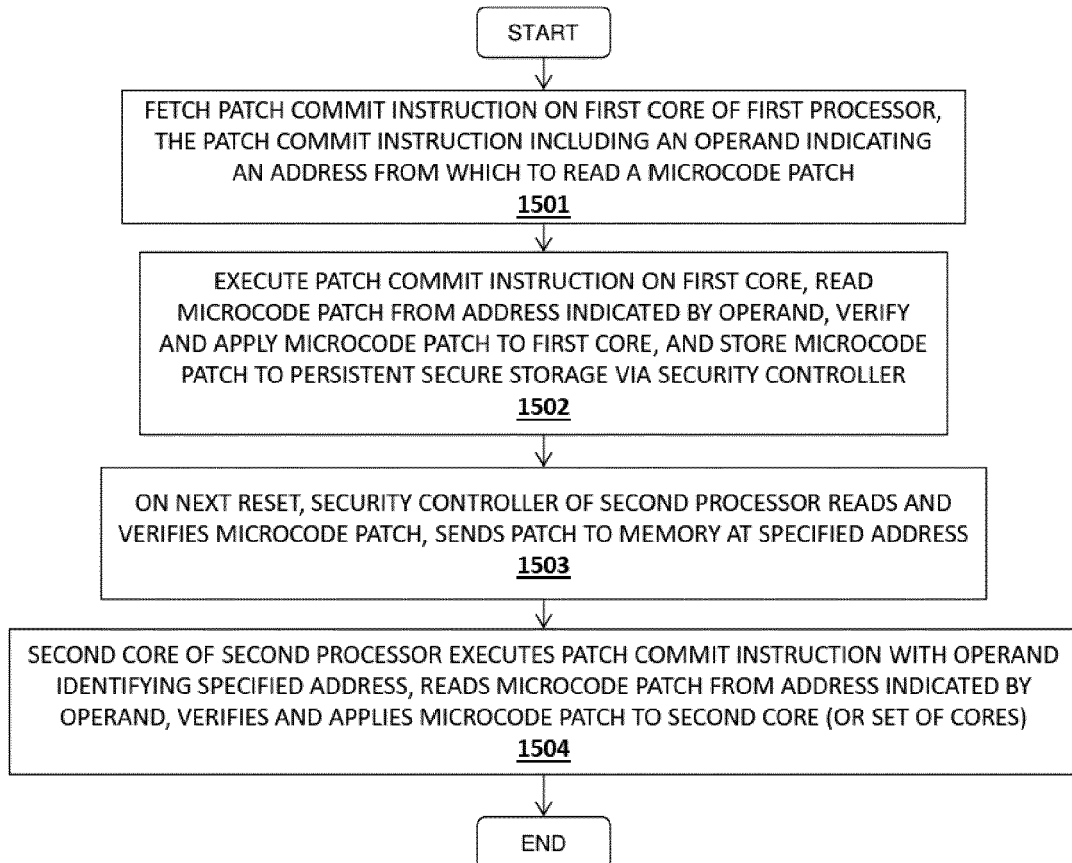 START
FETCH PATCH COMMIT INSTRUCTION ON FIRST CORE OF FIRST PROCESSOR,
THE PATCH COMMIT INSTRUCTION INCLUDING AN OPERAND INDICATING
AN ADDRESS FROM WHICH TO READ A MICROCODE PATCH
1501
EXECUTE PATCH COMMIT INSTRUCTION ON FIRST CORE, READ
MICROCODE PATCH FROM ADDRESS INDICATED BY OPERAND, VERIFY
AND APPLY MICROCODE PATCH TO FIRST CORE, AND STORE MICROCODE
PATCH TO PERSISTENT SECURE STORAGE VIA SECURITY CONTROLLER
1502
ON NEXT RESET, SECURITY CONTROLLER OF SECOND PROCESSOR READS AND
VERIFIES MICROCODE PATCH, SENDS PATCH TO MEMORY AT SPECIFIED ADDRESS
1503
SECOND CORE OF SECOND PROCESSOR EXECUTES PATCH COMMIT INSTRUCTION WITH OPERAND
IDENTIFYING SPECIFIED ADDRESS, READS MICROCODE PATCH FROM ADDRESS INDICATED BY
OPERAND, VERIFIES AND APPLIES MICROCODE PATCH TO SECOND CORE (OR SET OF CORES)
1504
END